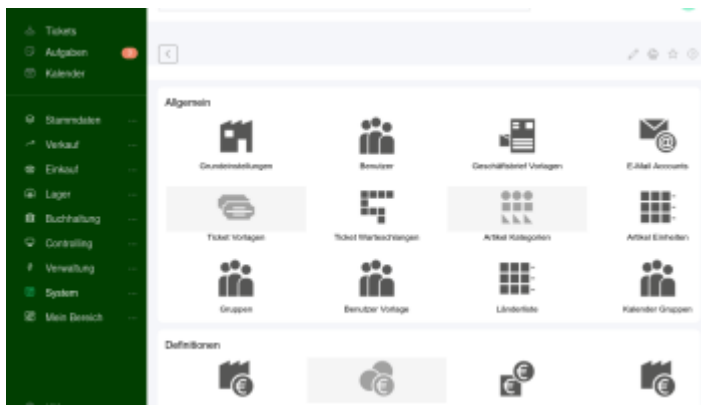 Tickets
Aufgaben
Kalender
Stammdaten
Verkauf
Einkauf
Lager
Buchhaltung
Controlling
Verwaltung
System
Mein Bereich
Allgemein
Grundeinstellungen
Benutzer
Geschäftsbrief Vorlagen
E-Mail Accounts
Ticket Vorlagen
Ticket Warteschlangen
Artikel Kategorien
Artikel Einheiten
Gruppen
Benutzer Vorlage
Länderliste
Kalender Gruppen
Definitionen